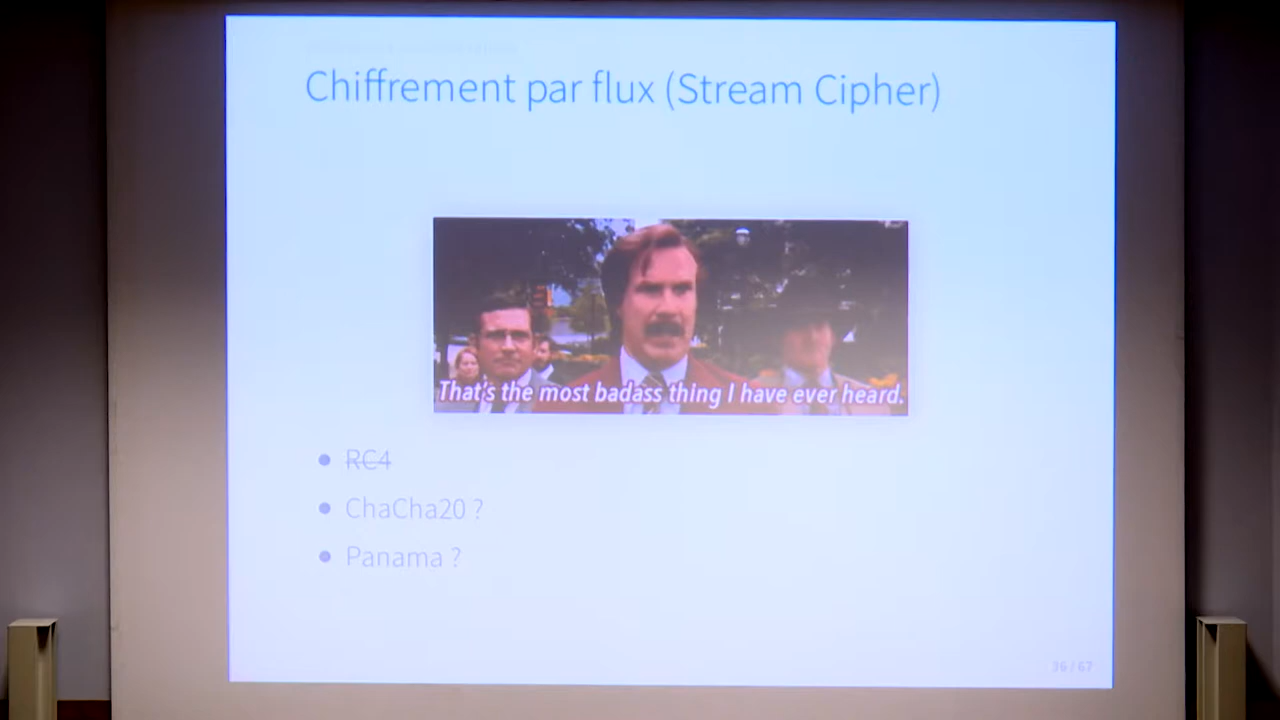 Chiffrement par flux (Stream Cipher)
That's the most badass thing I have ever heard.
RC4
ChaCha20 ?
Panama ?
36 / 67